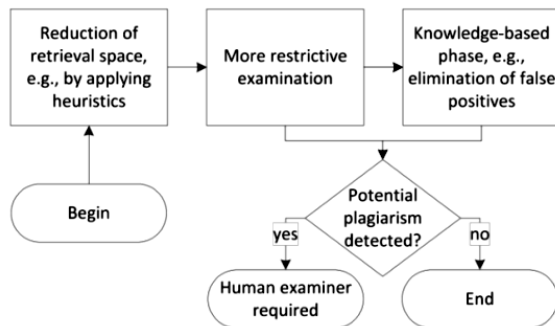 Reduction of
retrieval space,
e.g., by applying
heuristics
More restrictive
examination
Knowledge-based
phase, e.g.,
elimination of false
positives
Begin
Potential
plagiarism
detected?
yes
no
Human examiner
required
End